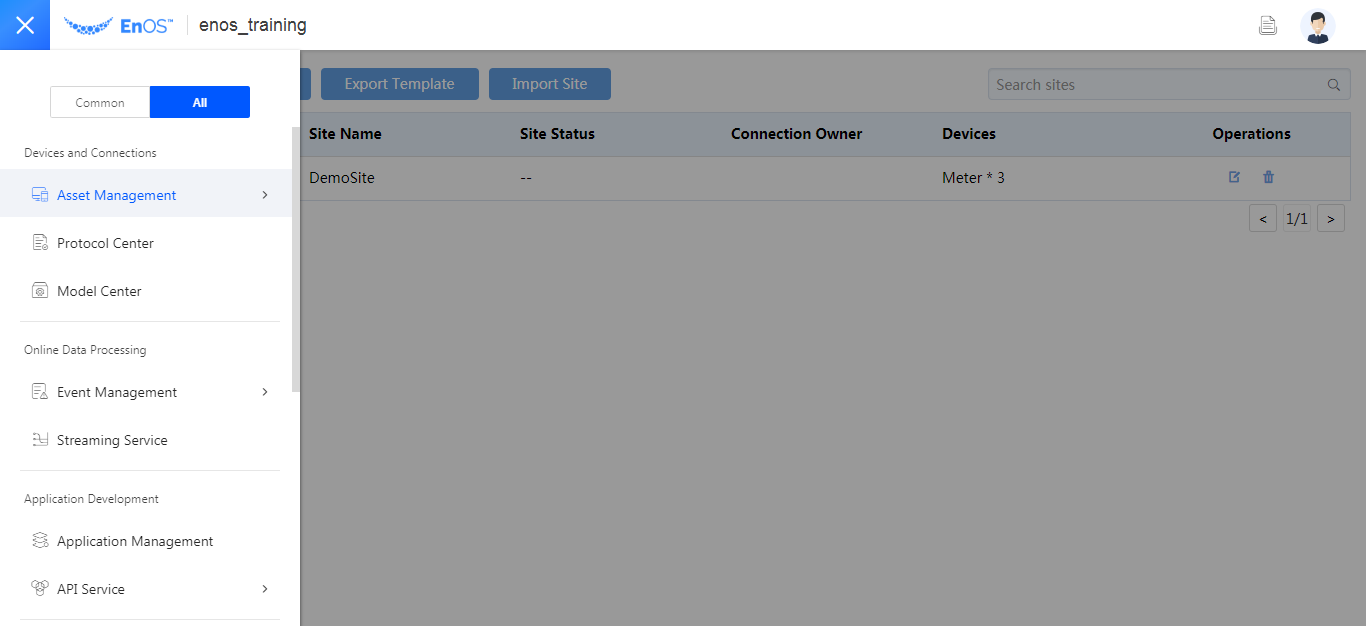 EnOS™ enos_training
Export Template Import Site Search sites
Common All
Site Name Site Status Connection Owner Devices Operations
DemoSite -- Meter * 3
< 1/1 >
Devices and Connections
Asset Management >
Protocol Center
Model Center
Online Data Processing
Event Management >
Streaming Service
Application Development
Application Management
API Service >